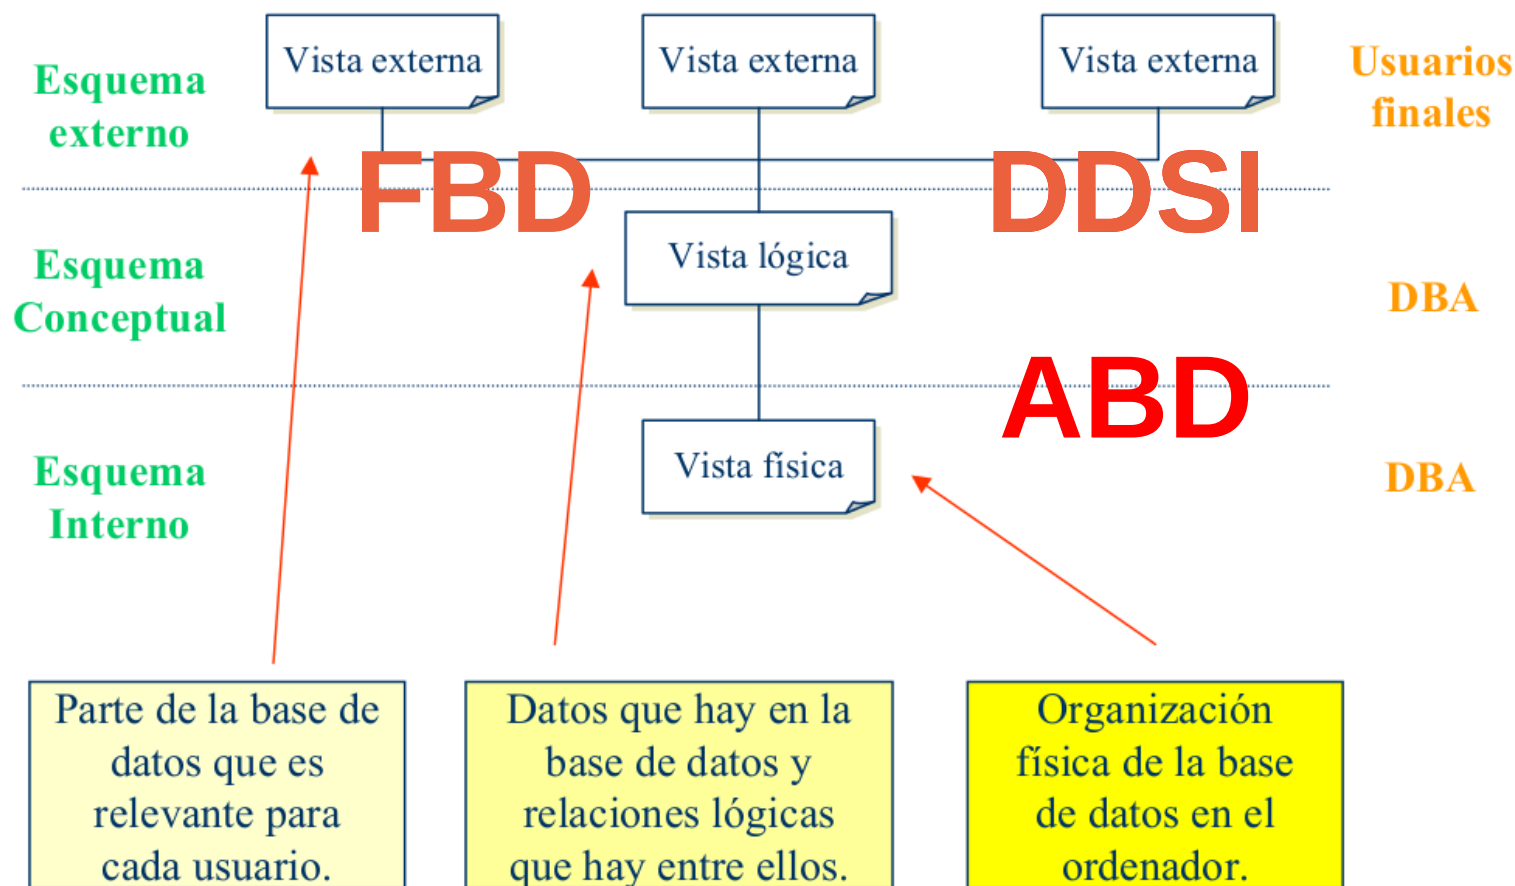 Vista externa
Vista externa
Vista externa
Esquema
externo
Usuarios
finales
FBD
DDSI
Esquema
Conceptual
Vista lógica
DBA
ABD
Esquema
Interno
Vista física
DBA
Parte de la base de
datos que es
relevante para
cada usuario.
Datos que hay en la
base de datos y
relaciones lógicas
que hay entre ellos.
Organización
física de la base
de datos en el
ordenador.